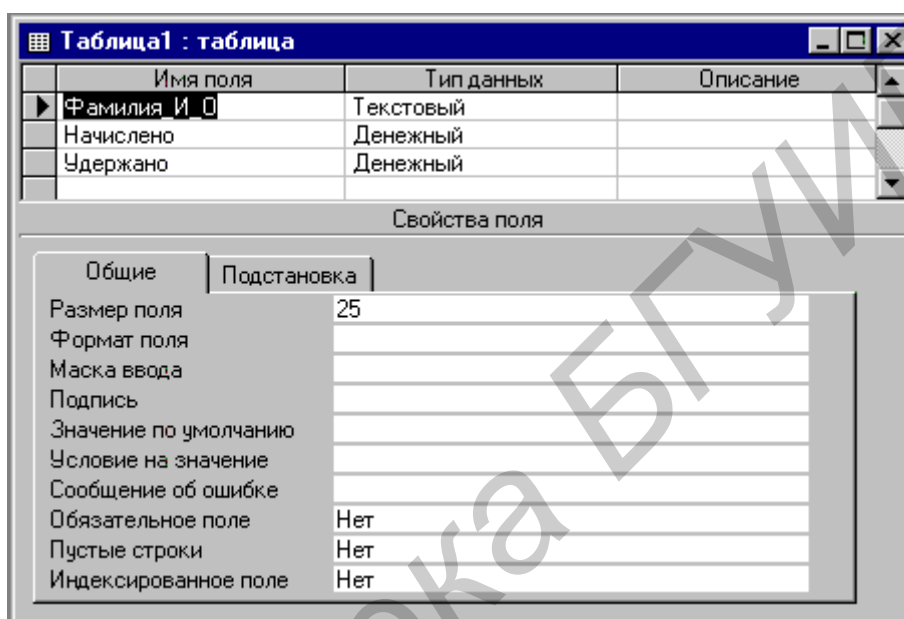 Таблица1 : таблица
Имя поля Тип данных Описание
Фамилия_И_О Текстовый
Начислено Денежный
Удержано Денежный
Свойства поля
Общие Подстановка
Размер поля 25
Формат поля
Маска ввода
Подпись
Значение по умолчанию
Условие на значение
Сообщение об ошибке
Обязательное поле Нет
Пустые строки Нет
Индексированное поле Нет